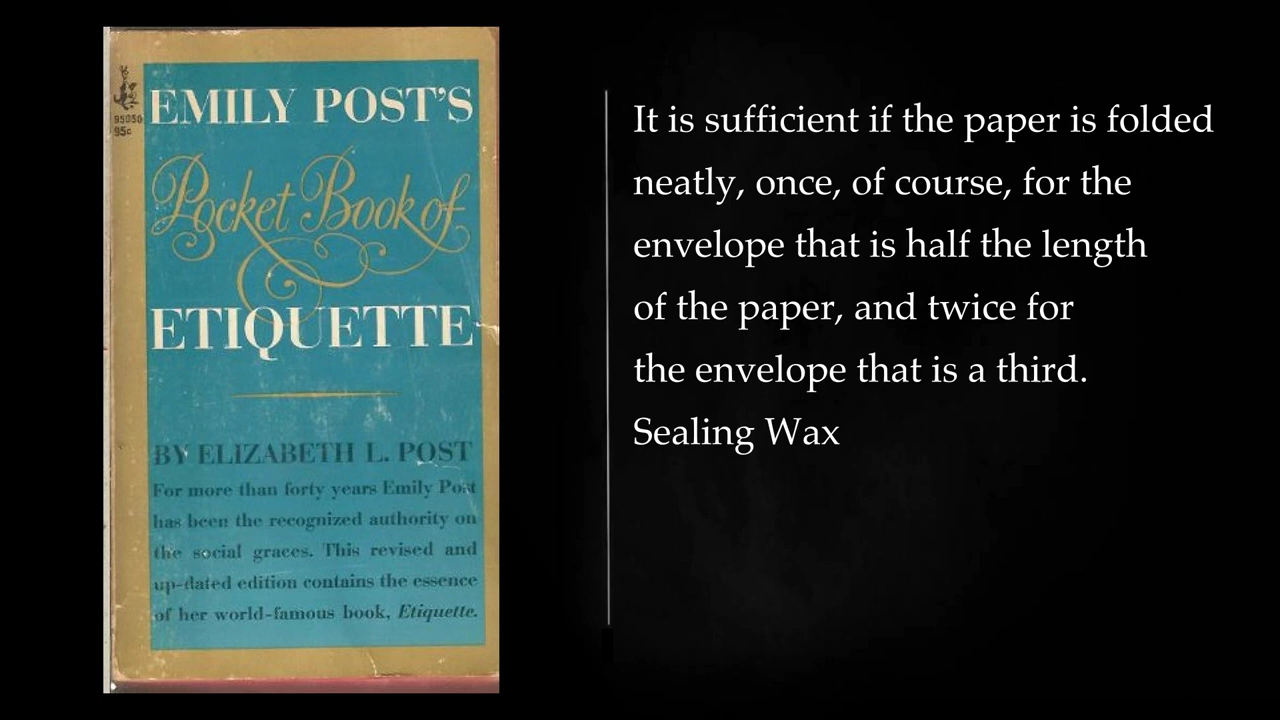 95050
95c
EMILY POST'S
Pocket Book of
ETIQUETTE
BY ELIZABETH L. POST
For more than forty years Emily Post
has been the recognized authority on
the social graces. This revised and
up-dated edition contains the essence
of her world-famous book, Etiquette.
It is sufficient if the paper is folded
neatly, once, of course, for the
envelope that is half the length
of the paper, and twice for
the envelope that is a third.
Sealing Wax